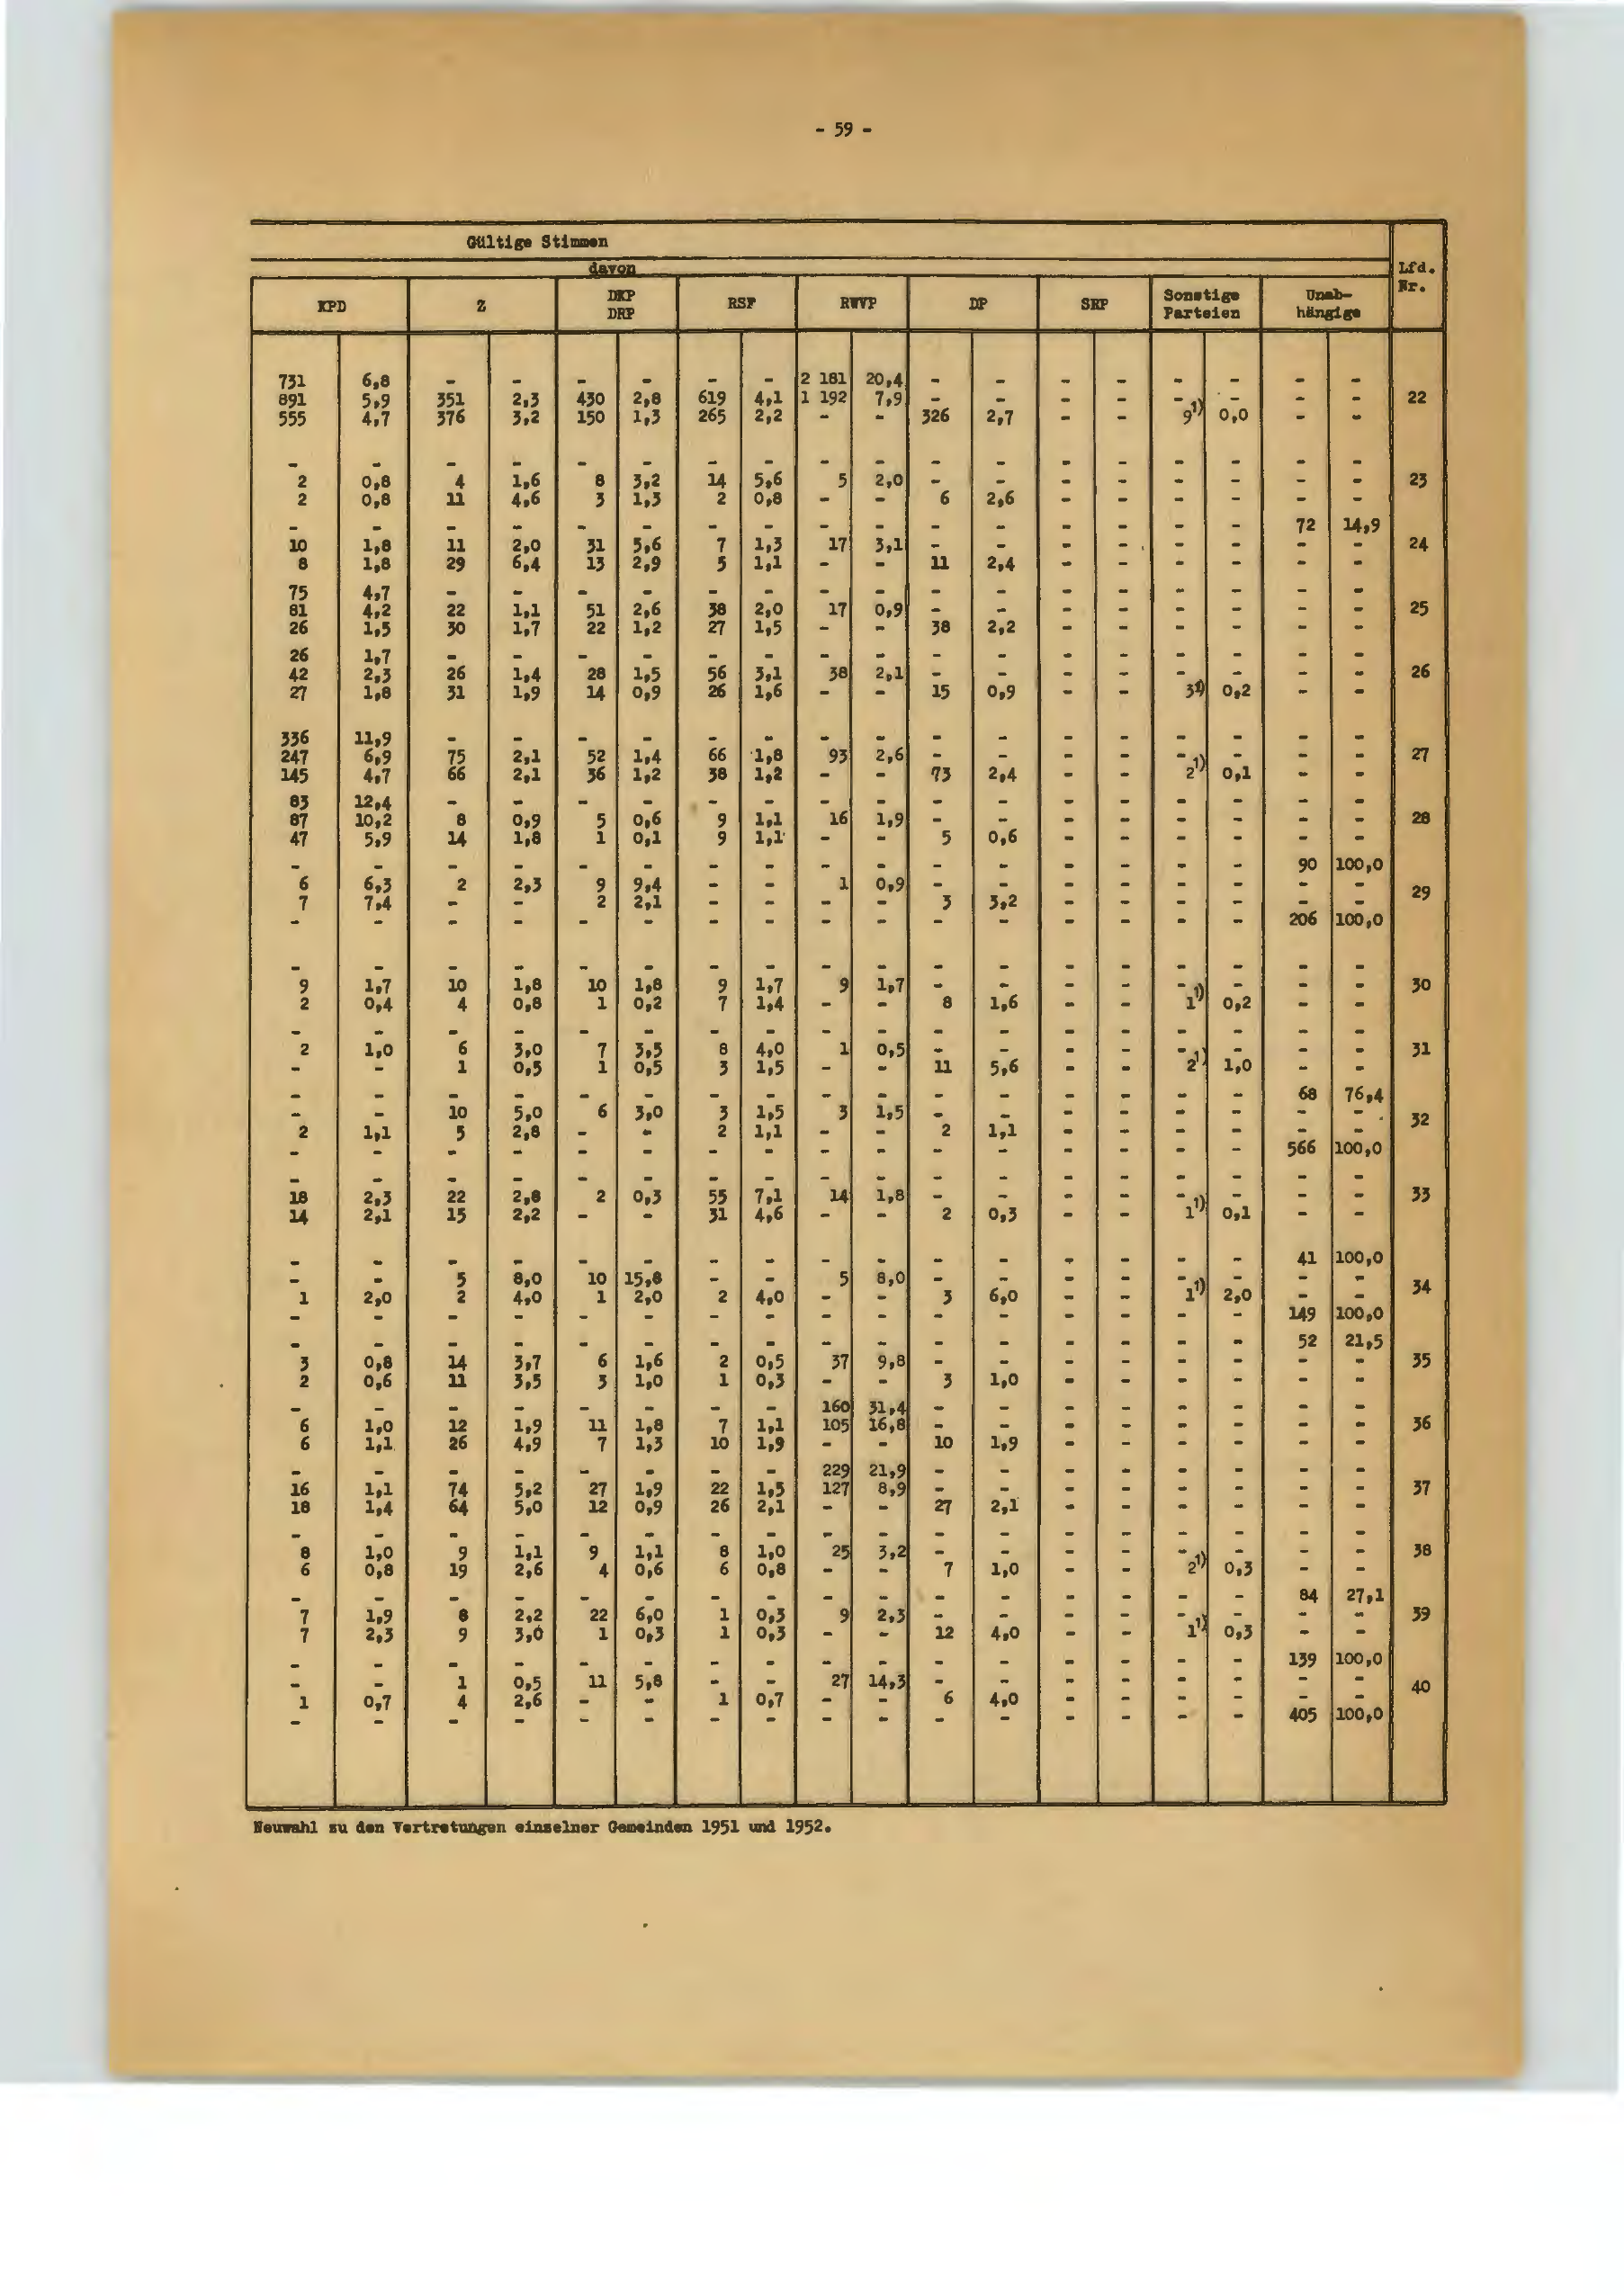 - 59 -
Gültige Stimmen
davon
Lfd. Nr.
KPD Z DKP DRP RSF RWVP DP SRP Sonstige Parteien Unab-hängige
731 6,8 - - - - - - 2 181 20,4 - - - - - - - -
891 5,9 351 2,3 430 2,8 619 4,1 1 192 7,9 - - - - - - - - 22
555 4,7 376 3,2 150 1,3 265 2,2 - - 326 2,7 - - 9 1) 0,0 - -
- - - - - - - - - - - - - - - - - -
2 0,8 4 1,6 8 3,2 14 5,6 5 2,0 - - - - - - - - 23
2 0,8 11 4,6 3 1,3 2 0,8 - - 6 2,6 - - - - - -
- - - - - - - - - - - - - - - - 72 14,9
10 1,8 11 2,0 31 5,6 7 1,3 17 3,1 - - - - - - - - 24
8 1,8 29 6,4 13 2,9 5 1,1 - - 11 2,4 - - - - - -
75 4,7 - - - - - - - - - - - - - - - -
81 4,2 22 1,1 51 2,6 38 2,0 17 0,9 - - - - - - - - 25
26 1,5 30 1,7 22 1,2 27 1,5 - - 38 2,2 - - - - - -
26 1,7 - - - - - - - - - - - - - - - -
42 2,3 26 1,4 28 1,5 56 3,1 38 2,1 - - - - - - - - 26
27 1,8 31 1,9 14 0,9 26 1,6 - - 15 0,9 - - 3 1) 0,2 - -
336 11,9 - - - - - - - - - - - - - - - -
247 6,9 75 2,1 52 1,4 66 1,8 93 2,6 - - - - - - - - 27
145 4,7 66 2,1 36 1,2 38 1,2 - - 73 2,4 - - 2 1) 0,1 - -
83 12,4 - - - - - - - - - - - - - - - -
87 10,2 8 0,9 5 0,6 9 1,1 16 1,9 - - - - - - - - 28
47 5,9 14 1,8 1 0,1 9 1,1 - - 5 0,6 - - - - - -
- - - - - - - - - - - - - - - - 90 100,0
6 6,3 2 2,3 9 9,4 - - 1 0,9 - - - - - - - - 29
7 7,4 - - 2 2,1 - - - - 3 3,2 - - - - - -
- - - - - - - - - - - - - - - - 206 100,0
- - - - - - - - - - - - - - - - - -
9 1,7 10 1,8 10 1,8 9 1,7 9 1,7 - - - - - - - - 30
2 0,4 4 0,8 1 0,2 7 1,4 - - 8 1,6 - - 1 1) 0,2 - -
- - - - - - - - - - - - - - - - - -
2 1,0 6 3,0 7 3,5 8 4,0 1 0,5 - - - - - - - - 31
- - 1 0,5 1 0,5 3 1,5 - - 11 5,6 - - 2 1) 1,0 - -
- - - - - - - - - - - - - - - - 68 76,4
- - 10 5,0 6 3,0 3 1,5 3 1,5 - - - - - - - - 32
2 1,1 5 2,8 - - 2 1,1 - - 2 1,1 - - - - - -
- - - - - - - - - - - - - - - - 566 100,0
- - - - - - - - - - - - - - - - - -
18 2,3 22 2,8 2 0,3 55 7,1 14 1,8 - - - - - - - - 33
14 2,1 15 2,2 - - 31 4,6 - - 2 0,3 - - 1 1) 0,1 - -
- - - - - - - - - - - - - - - - 41 100,0
- - 5 8,0 10 15,8 - - 5 8,0 - - - - - - - - 34
1 2,0 2 4,0 1 2,0 2 4,0 - - 3 6,0 - - 1 1) 2,0 - -
- - - - - - - - - - - - - - - - 149 100,0
- - - - - - - - - - - - - - - - 52 21,5
3 0,8 14 3,7 6 1,6 2 0,5 37 9,8 - - - - - - - - 35
2 0,6 11 3,5 3 1,0 1 0,3 - - 3 1,0 - - - - - -
- - - - - - - - 160 31,4 - - - - - - - -
6 1,0 12 1,9 11 1,8 7 1,1 105 16,8 - - - - - - - - 36
6 1,1 26 4,9 7 1,3 10 1,9 - - 10 1,9 - - - - - -
- - - - - - - - 229 21,9 - - - - - - - -
16 1,1 74 5,2 27 1,9 22 1,5 127 8,9 - - - - - - - - 37
18 1,4 64 5,0 12 0,9 26 2,1 - - 27 2,1 - - - - - -
- - - - - - - - - - - - - - - - - -
8 1,0 9 1,1 9 1,1 8 1,0 25 3,2 - - - - - - - - 38
6 0,8 19 2,6 4 0,6 6 0,8 - - 7 1,0 - - 2 1) 0,3 - -
- - - - - - - - - - - - - - - - 84 27,1
7 1,9 8 2,2 22 6,0 1 0,3 9 2,3 - - - - - - - - 39
7 2,3 9 3,0 1 0,3 1 0,3 - - 12 4,0 - - 1 1) 0,3 - -
- - - - - - - - - - - - - - - - 139 100,0
- - 1 0,5 11 5,8 - - 27 14,3 - - - - - - - - 40
1 0,7 4 2,6 - - 1 0,7 - - 6 4,0 - - - - - -
- - - - - - - - - - - - - - - - 405 100,0
Neuwahl zu den Vertretungen einzelner Gemeinden 1951 und 1952.